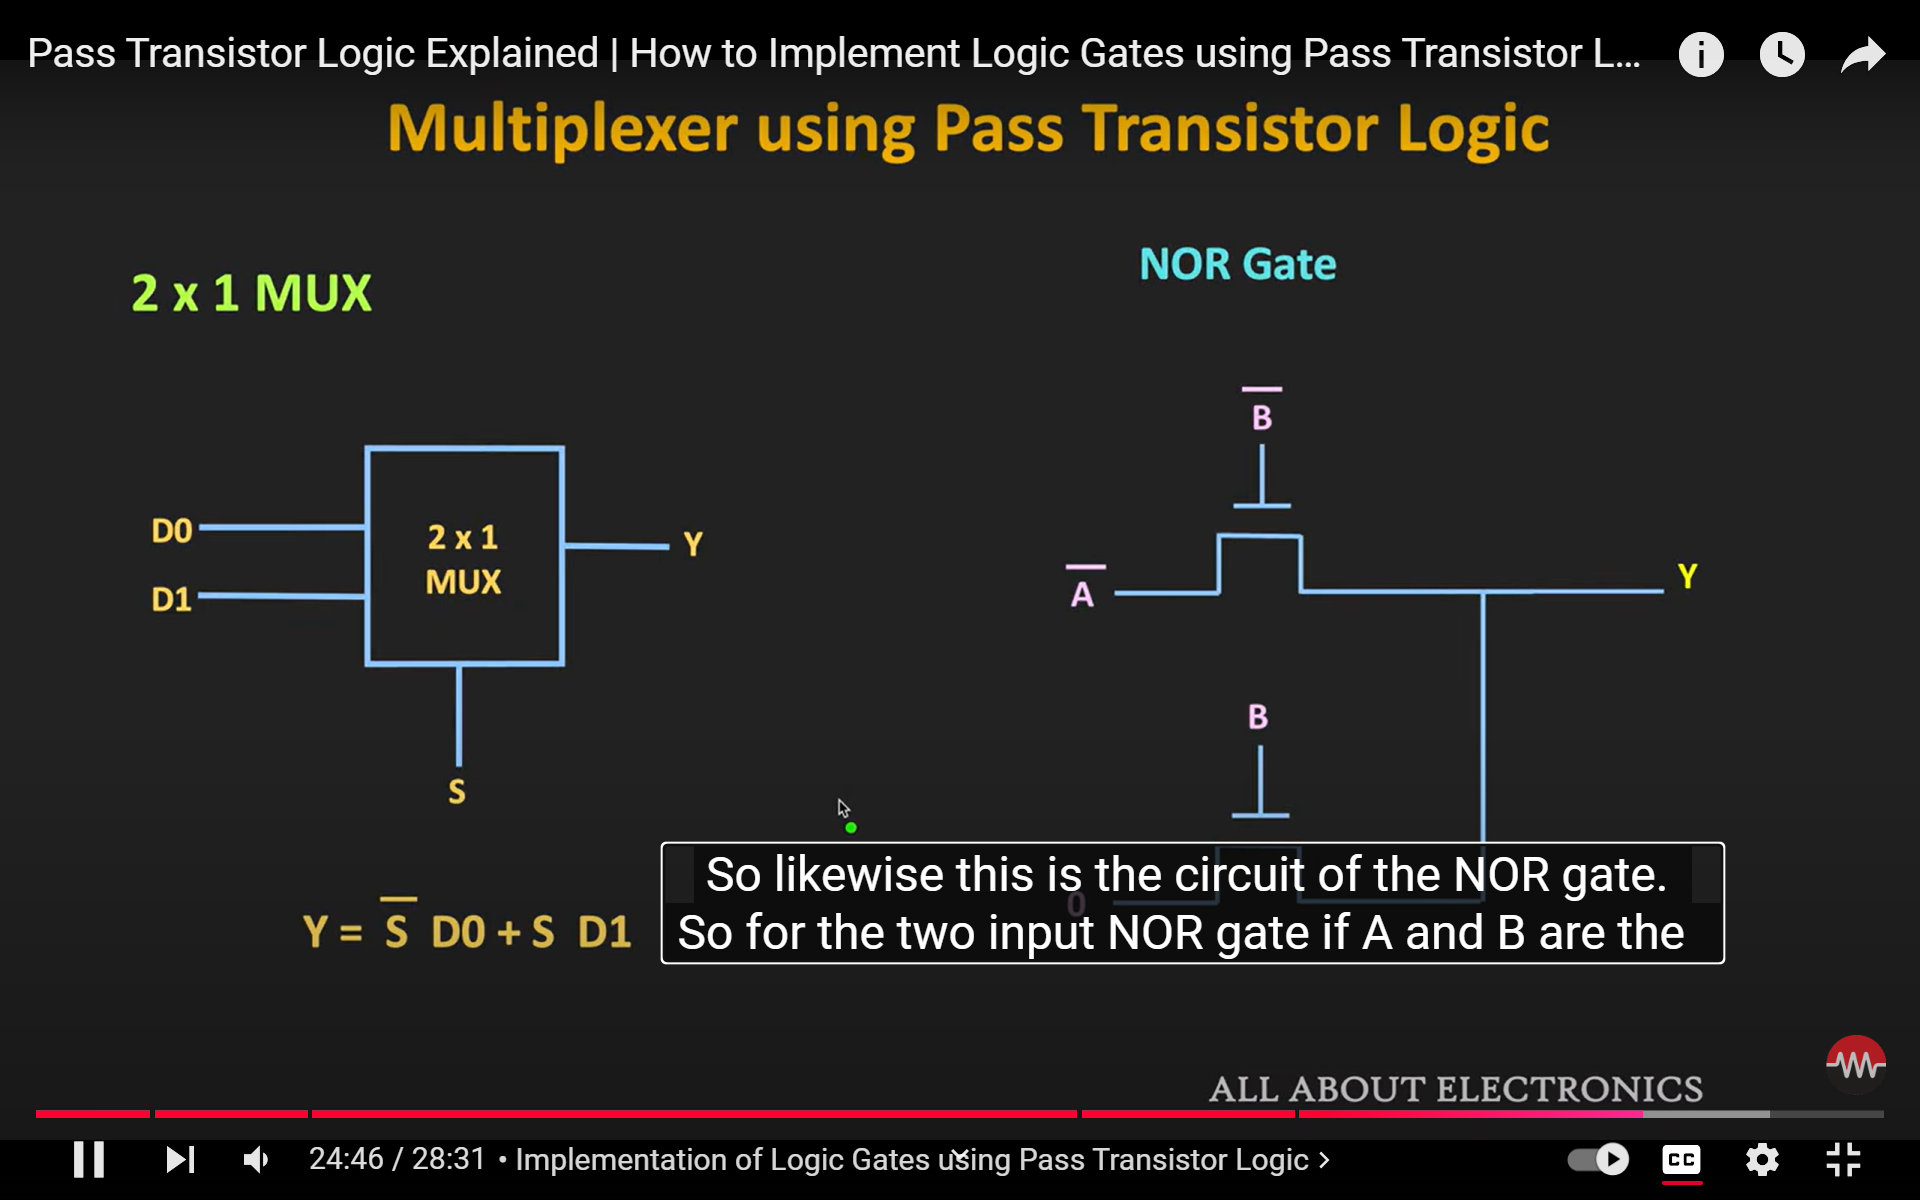 Pass Transistor Logic Explained | How to Implement Logic Gates using Pass Transistor L...
Multiplexer using Pass Transistor Logic
2 x 1 MUX
NOR Gate
B̅
D0
D1
2 x 1
MUX
Y
S
A̅
Y
B
0
Y = S̅ D0 + S D1
So likewise this is the circuit of the NOR gate.
So for the two input NOR gate if A and B are the
ALL ABOUT ELECTRONICS
24:46 / 28:31 • Implementation of Logic Gates using Pass Transistor Logic >
CC